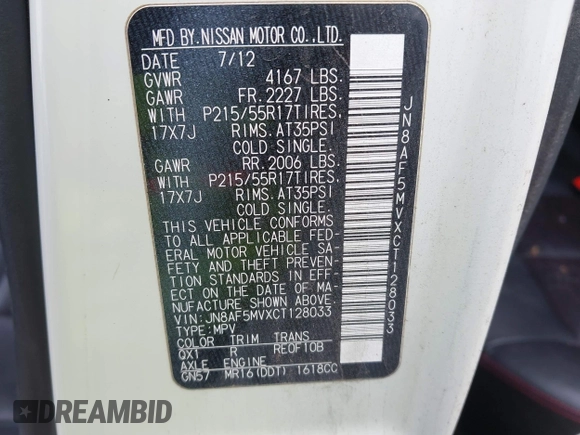 MFD BY.NISSAN MOTOR CO.,LTD.
DATE 7/12
GVWR 4167 LBS.
GAWR FR.2227 LBS.
WITH P215/55R17TIRES,
17X7J RIMS.AT35PSI
COLD SINGLE.
GAWR RR.2006 LBS.
WITH P215/55R17TIRES,
17X7J RIMS.AT35PSI
COLD SINGLE.
THIS VEHICLE CONFORMS
TO ALL APPLICABLE FED-
ERAL MOTOR VEHICLE SA-
FETY AND THEFT PREVEN-
TION STANDARDS IN EFF-
ECT ON THE DATE OF MA-
NUFACTURE SHOWN ABOVE.
VIN:JN8AF5MVXCT128033
TYPE:MPV
COLOR TRIM TRANS
QX1 R RE0F10B
AXLE ENGINE
GN57 MR16(DDT) 1618CC
JN8AF5MVXCT128033
DREAMBID